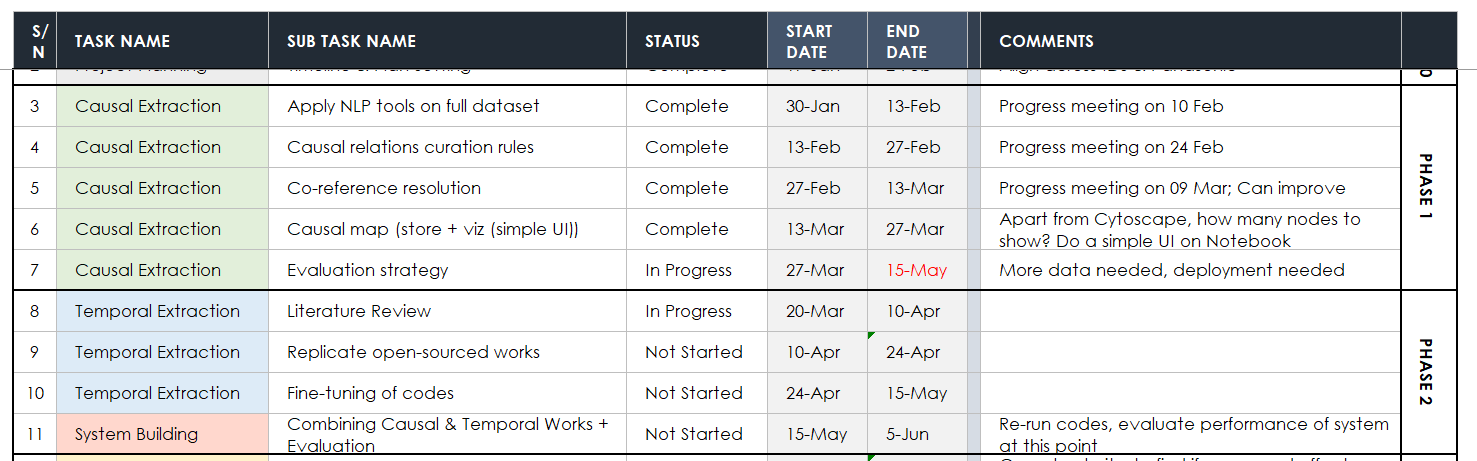 S/ TASK NAME SUB TASK NAME STATUS START END COMMENTS
N DATE DATE
3 Causal Extraction Apply NLP tools on full dataset Complete 30-Jan 13-Feb Progress meeting on 10 Feb
4 Causal Extraction Causal relations curation rules Complete 13-Feb 27-Feb Progress meeting on 24 Feb
5 Causal Extraction Co-reference resolution Complete 27-Feb 13-Mar Progress meeting on 09 Mar; Can improve
6 Causal Extraction Causal map (store + viz (simple UI)) Complete 13-Mar 27-Mar Apart from Cytoscape, how many nodes to
show? Do a simple UI on Notebook
7 Causal Extraction Evaluation strategy In Progress 27-Mar 15-May More data needed, deployment needed
PHASE 1
8 Temporal Extraction Literature Review In Progress 20-Mar 10-Apr
9 Temporal Extraction Replicate open-sourced works Not Started 10-Apr 24-Apr
10 Temporal Extraction Fine-tuning of codes Not Started 24-Apr 15-May
11 System Building Combining Causal & Temporal Works + Not Started 15-May 5-Jun Re-run codes, evaluate performance of system
Evaluation at this point
PHASE 2